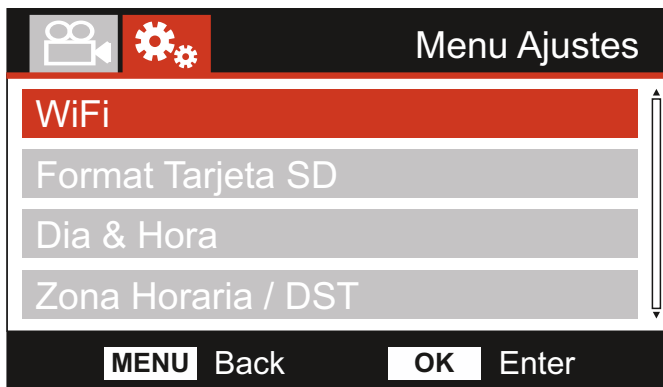 Menu Ajustes
WiFi
Format Tarjeta SD
Dia & Hora
Zona Horaria / DST
MENU Back OK Enter